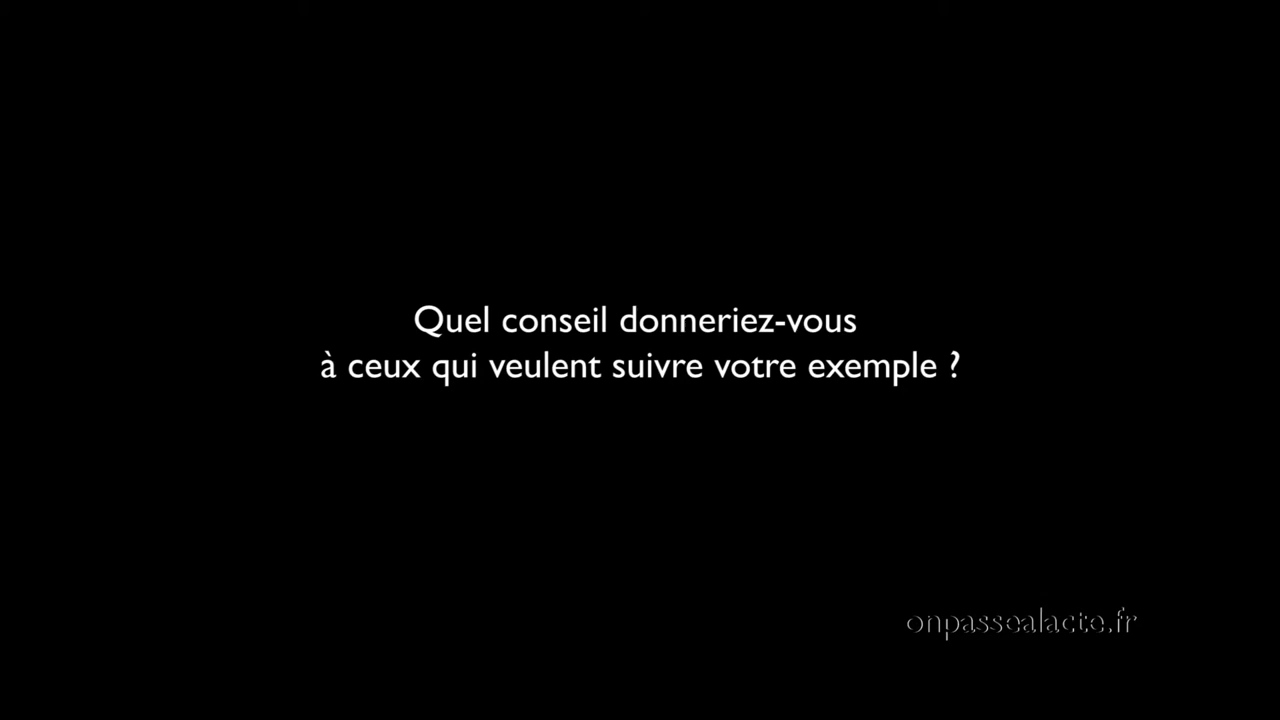 Quel conseil donneriez-vous
à ceux qui veulent suivre votre exemple ?
onpassealacte.fr